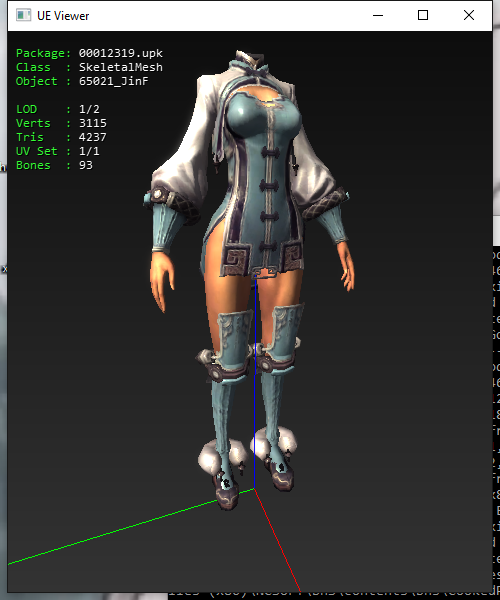 UE Viewer
Package: 00012319.upk
Class : SkeletalMesh
Object : 65021_JinF
LOD : 1/2
Verts : 3115
Tris : 4237
UV Set : 1/1
Bones : 93